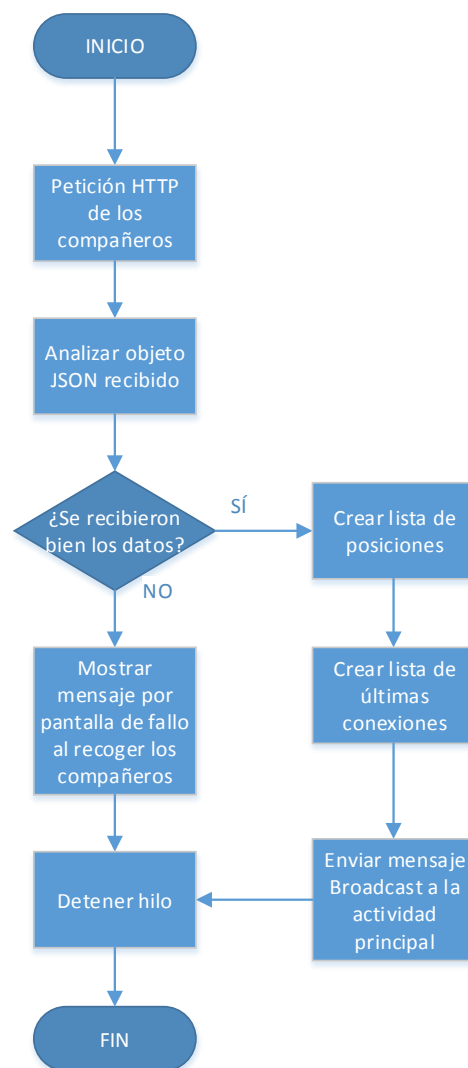 INICIO
Petición HTTP
de los
compañeros
Analizar objeto
JSON recibido
¿Se recibieron
bien los datos?
SÍ
NO
Crear lista de
posiciones
Mostrar
mensaje por
pantalla de fallo
al recoger los
compañeros
Crear lista de
últimas
conexiones
Enviar mensaje
Broadcast a la
actividad
principal
Detener hilo
FIN